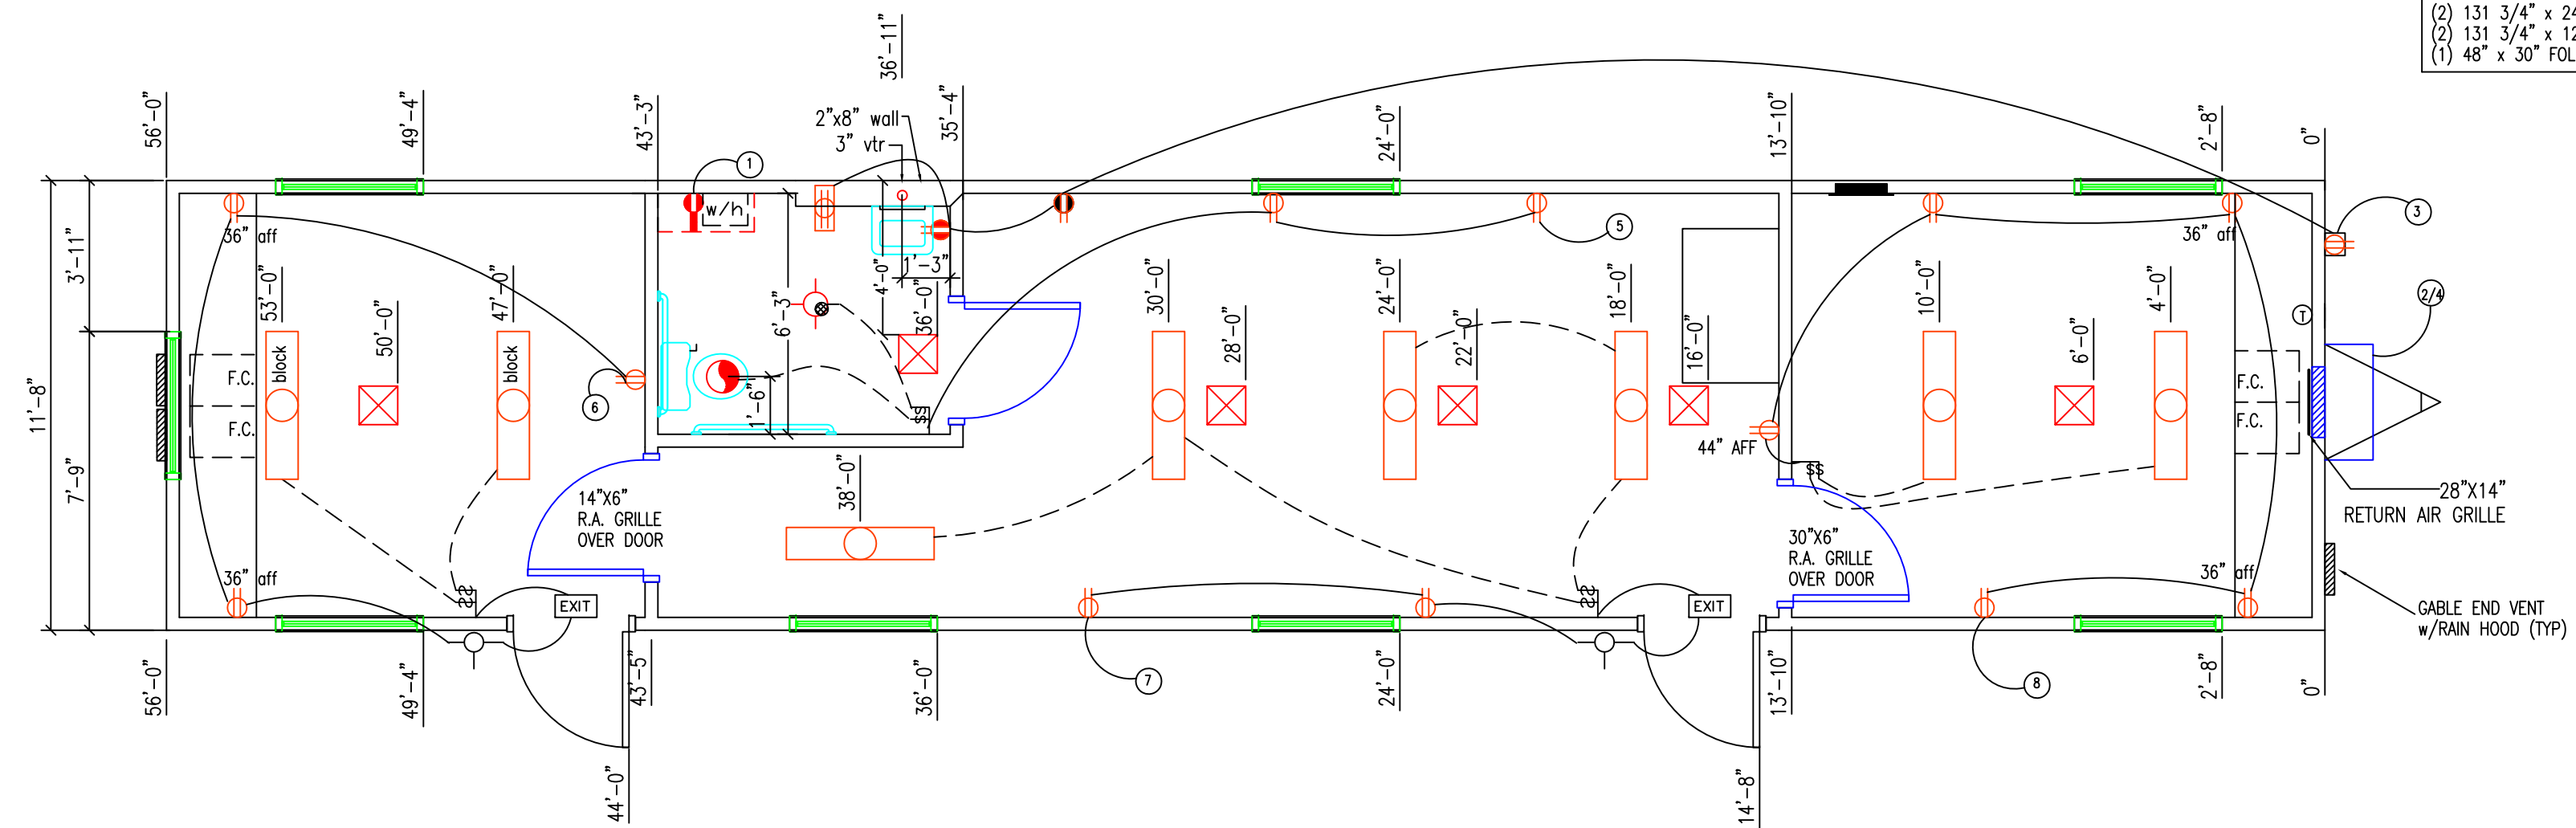 (2) 131 3/4" x 24
(2) 131 3/4" x 12
(1) 48" x 30" FOL
36'-11"
56'-0"
49'-4"
43'-3"
2"x8" wall
3" vtr
35'-4"
24'-0"
13'-10"
2'-8"
0"
1
w/h
3
5
36" aff
36" aff
11'-8"
3'-11"
7'-9"
53'-0"
50'-0"
47'-0"
6'-3"
4'-0"
1'-3"
36'-0"
30'-0"
28'-0"
24'-0"
22'-0"
18'-0"
16'-0"
10'-0"
6'-0"
4'-0"
T
2/4
F.C.
F.C.
block
block
6
1'-6"
$$
44" AFF
$$
F.C.
F.C.
38'-0"
14"X6"
R.A. GRILLE
OVER DOOR
30"X6"
R.A. GRILLE
OVER DOOR
28"X14"
RETURN AIR GRILLE
36" aff
36" aff
$$
EXIT
$$
EXIT
GABLE END VENT
w/RAIN HOOD (TYP)
56'-0"
49'-4"
43'-5"
36'-0"
7
24'-0"
13'-10"
8
2'-8"
0"
44'-0"
14'-8"